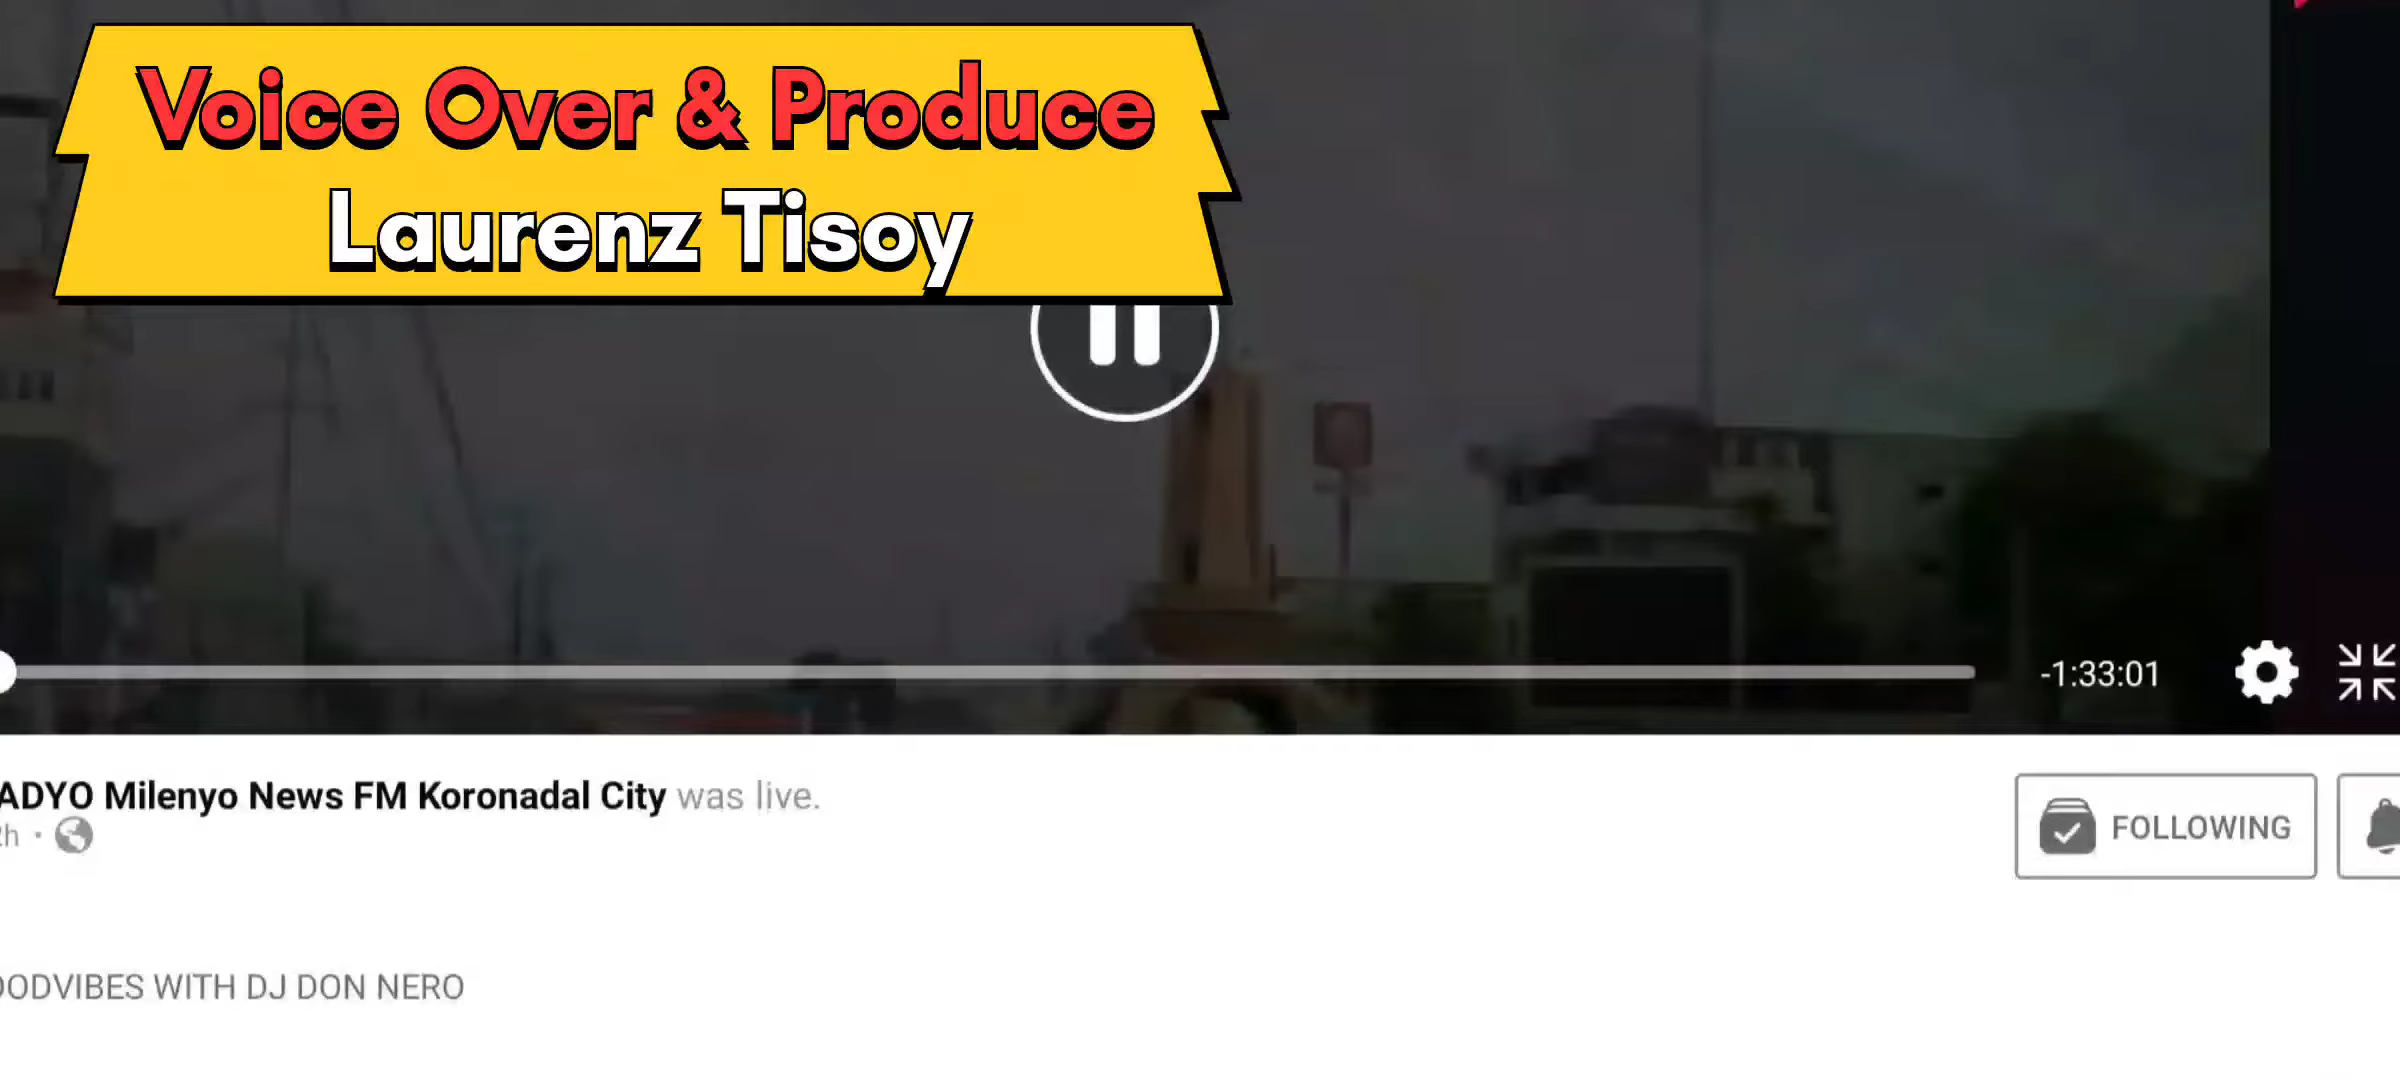 Voice Over & Produce
Laurenz Tisoy
-1:33:01
ADYO Milenyo News FM Koronadal City was live.
h ·
FOLLOWING
OODVIBES WITH DJ DON NERO